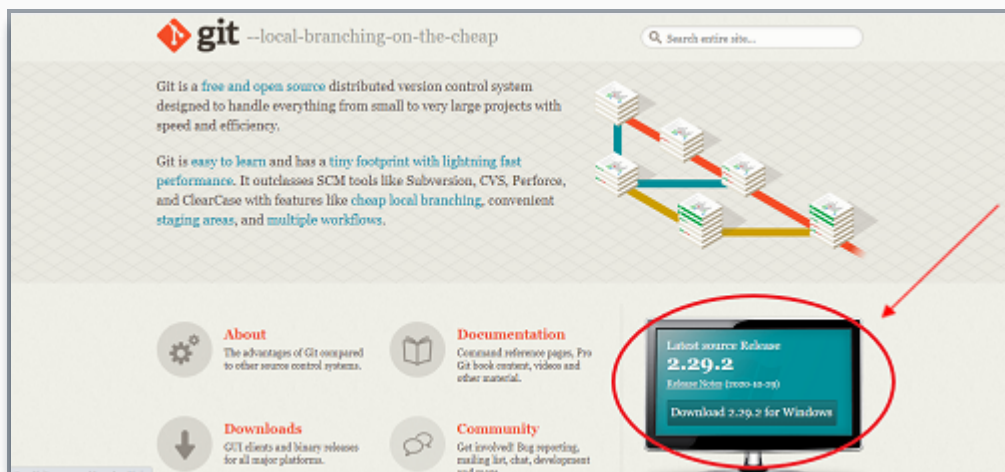 git --local-branching-on-the-cheap
Search entire site...
Git is a free and open source distributed version control system
designed to handle everything from small to very large projects with
speed and efficiency.
Git is easy to learn and has a tiny footprint with lightning fast
performance. It outclasses SCM tools like Subversion, CVS, Perforce,
and ClearCase with features like cheap local branching, convenient
staging areas, and multiple workflows.
About
The advantages of Git compared
to other source control systems.
Documentation
Command reference pages, Pro
Git book content, videos and
other material.
Downloads
GUI clients and binary releases
for all major platforms.
Community
Get involved! Bug reporting,
mailing list, chat, development
and more.
Latest source Release
2.29.2
Release Notes (2020-10-29)
Download 2.29.2 for Windows